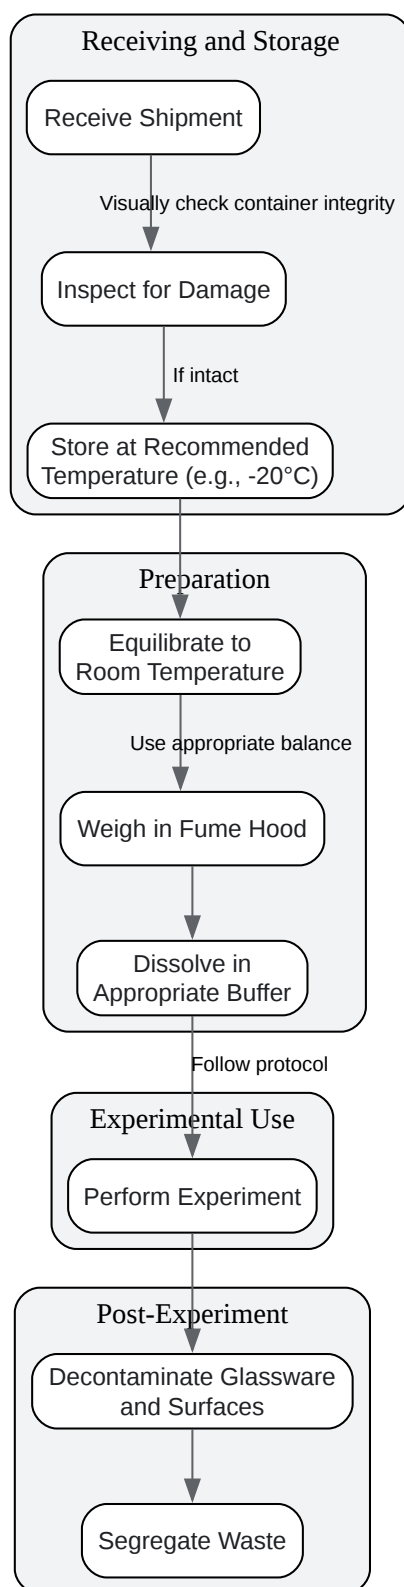 Receiving and Storage
Receive Shipment
Visually check container integrity
Inspect for Damage
If intact
Store at Recommended
Temperature (e.g., -20°C)
Preparation
Equilibrate to
Room Temperature
Use appropriate balance
Weigh in Fume Hood
Dissolve in
Appropriate Buffer
Follow protocol
Experimental Use
Perform Experiment
Post-Experiment
Decontaminate Glassware
and Surfaces
Segregate Waste